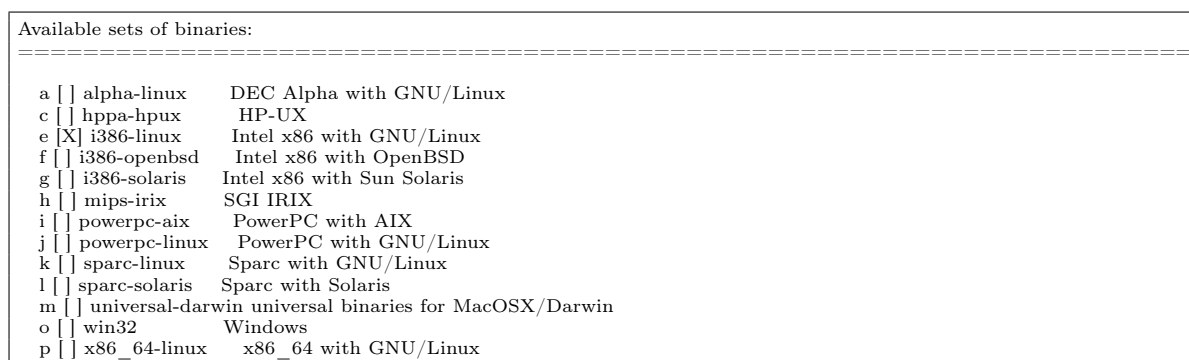 Available sets of binaries:
===============================================================================
a [ ] alpha-linux DEC Alpha with GNU/Linux
c [ ] hppa-hpux HP-UX
e [X] i386-linux Intel x86 with GNU/Linux
f [ ] i386-openbsd Intel x86 with OpenBSD
g [ ] i386-solaris Intel x86 with Sun Solaris
h [ ] mips-irix SGI IRIX
i [ ] powerpc-aix PowerPC with AIX
j [ ] powerpc-linux PowerPC with GNU/Linux
k [ ] sparc-linux Sparc with GNU/Linux
l [ ] sparc-solaris Sparc with Solaris
m [ ] universal-darwin universal binaries for MacOSX/Darwin
o [ ] win32 Windows
p [ ] x86_64-linux x86_64 with GNU/Linux